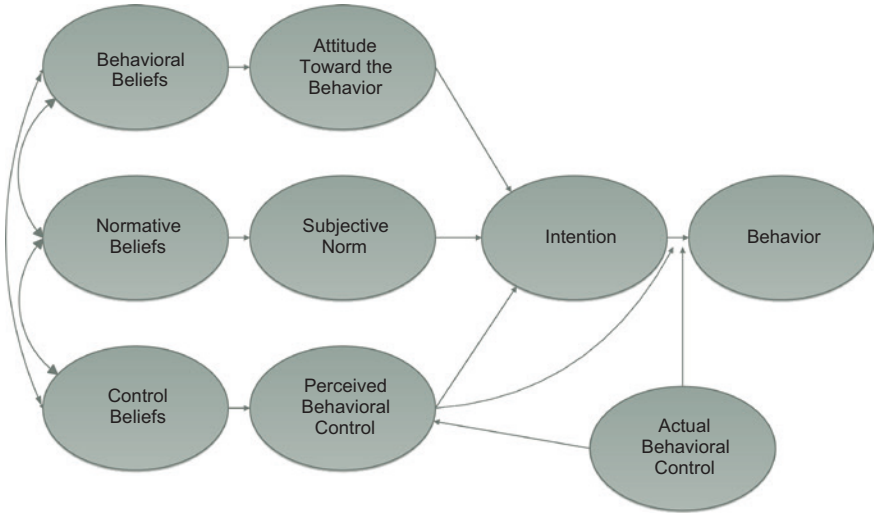 Behavioral
Beliefs
Attitude
Toward the
Behavior
Normative
Beliefs
Subjective
Norm
Intention
Behavior
Control
Beliefs
Perceived
Behavioral
Control
Actual
Behavioral
Control